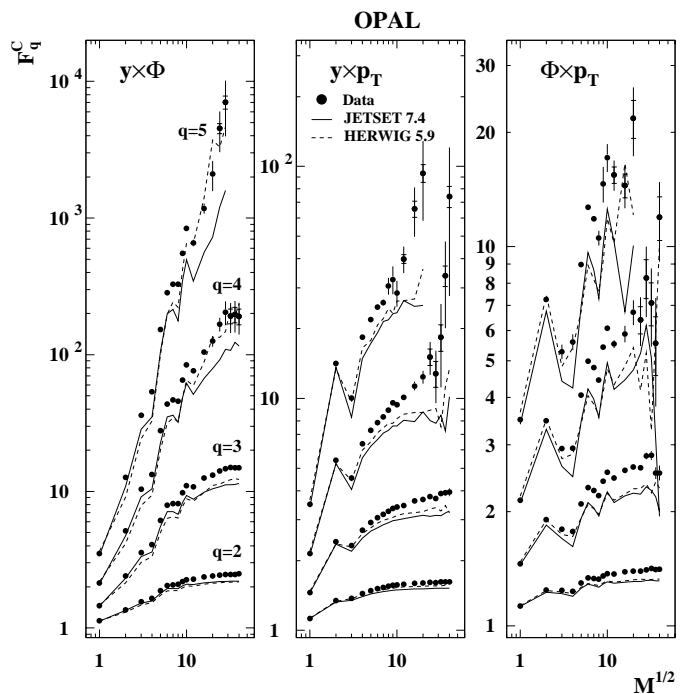 OPAL
F_q^C
y×Φ
y×p_T
Φ×p_T
Data
JETSET 7.4
HERWIG 5.9
q=5
q=4
q=3
q=2
10^4
10^3
10^2
10
1
10^2
10
1
30
20
10
9
8
7
6
5
4
3
2
1
1 10
1 10
1 10
M^{1/2}